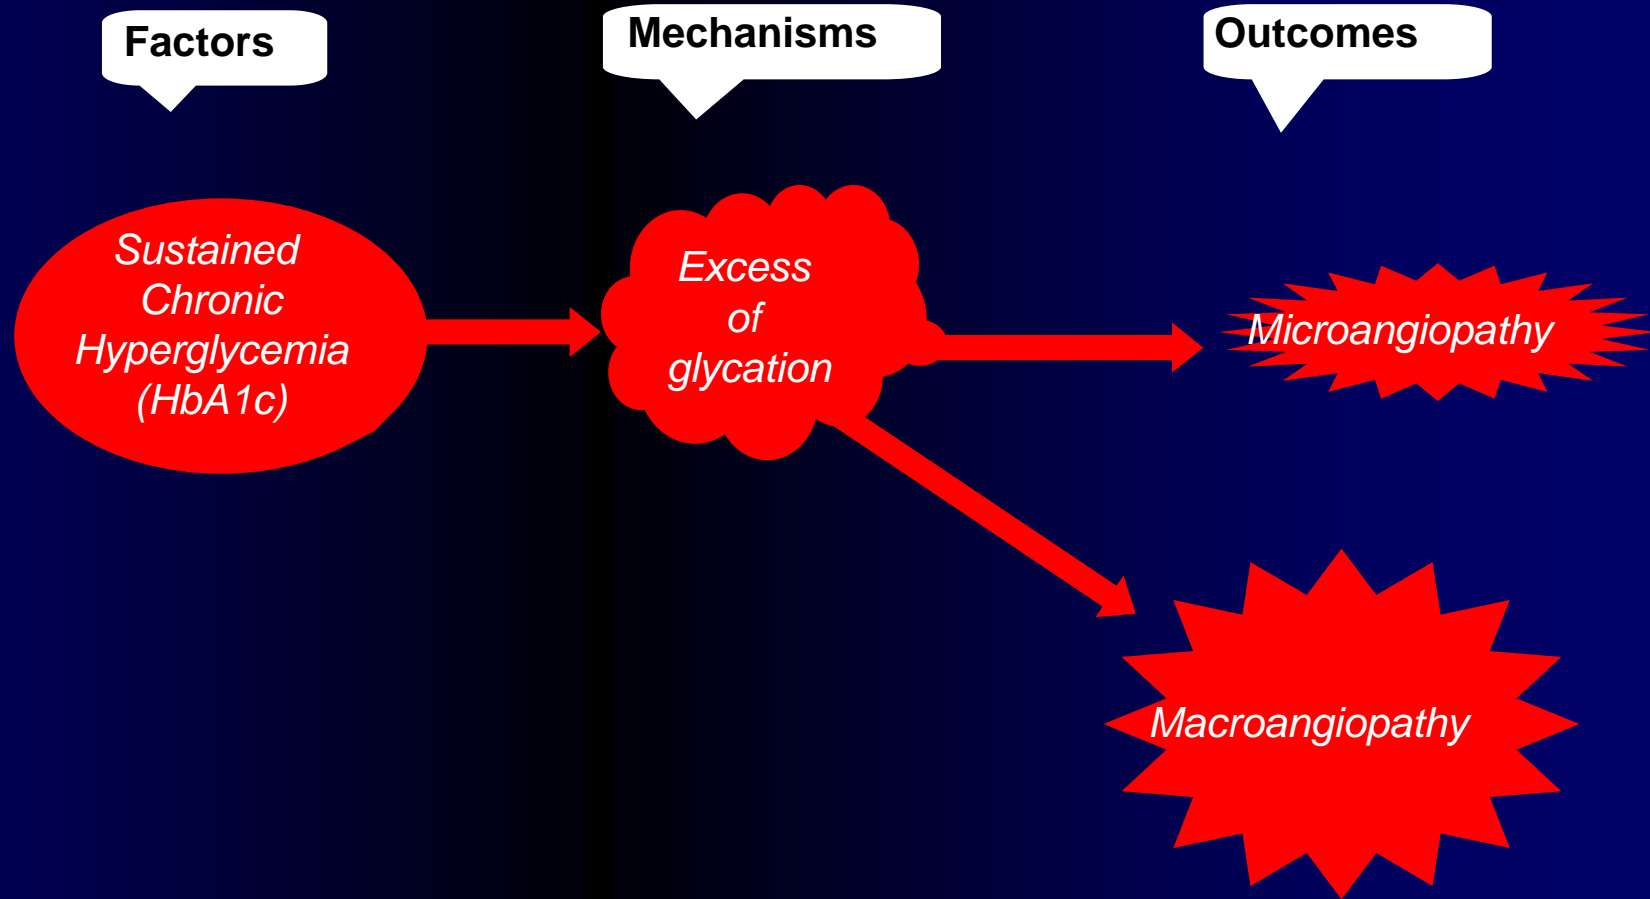 Factors
Mechanisms
Outcomes
Sustained
Chronic
Hyperglycemia
(HbA1c)
Excess
of
glycation
Microangiopathy
Macroangiopathy